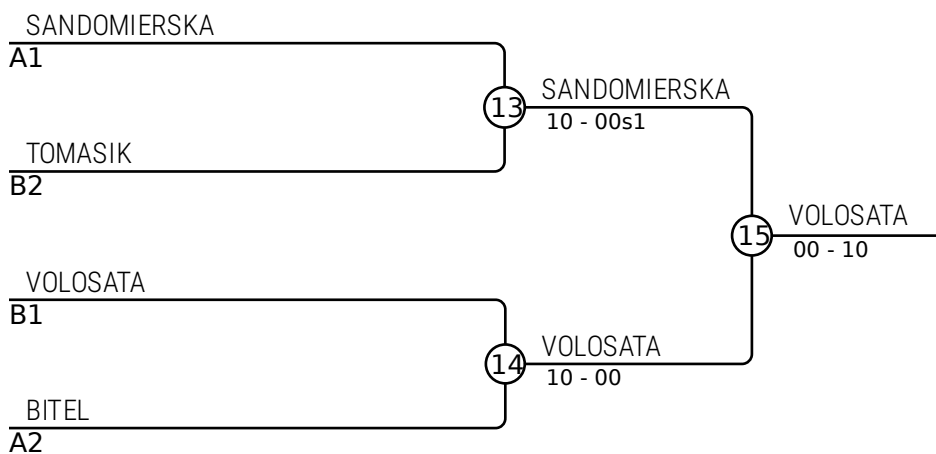 SANDOMIERSKA
A1
13
SANDOMIERSKA
10 - 00s1
TOMASIK
B2
15
VOLOSATA
00 - 10
VOLOSATA
B1
14
VOLOSATA
10 - 00
BITEL
A2